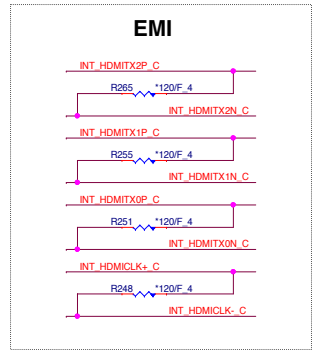 EMI
INT_HDMITX2P_C
R265 *120/F_4
INT_HDMITX2N_C
INT_HDMITX1P_C
R255 *120/F_4
INT_HDMITX1N_C
INT_HDMITX0P_C
R251 *120/F_4
INT_HDMITX0N_C
INT_HDMICLK+_C
R248 *120/F_4
INT_HDMICLK-_C